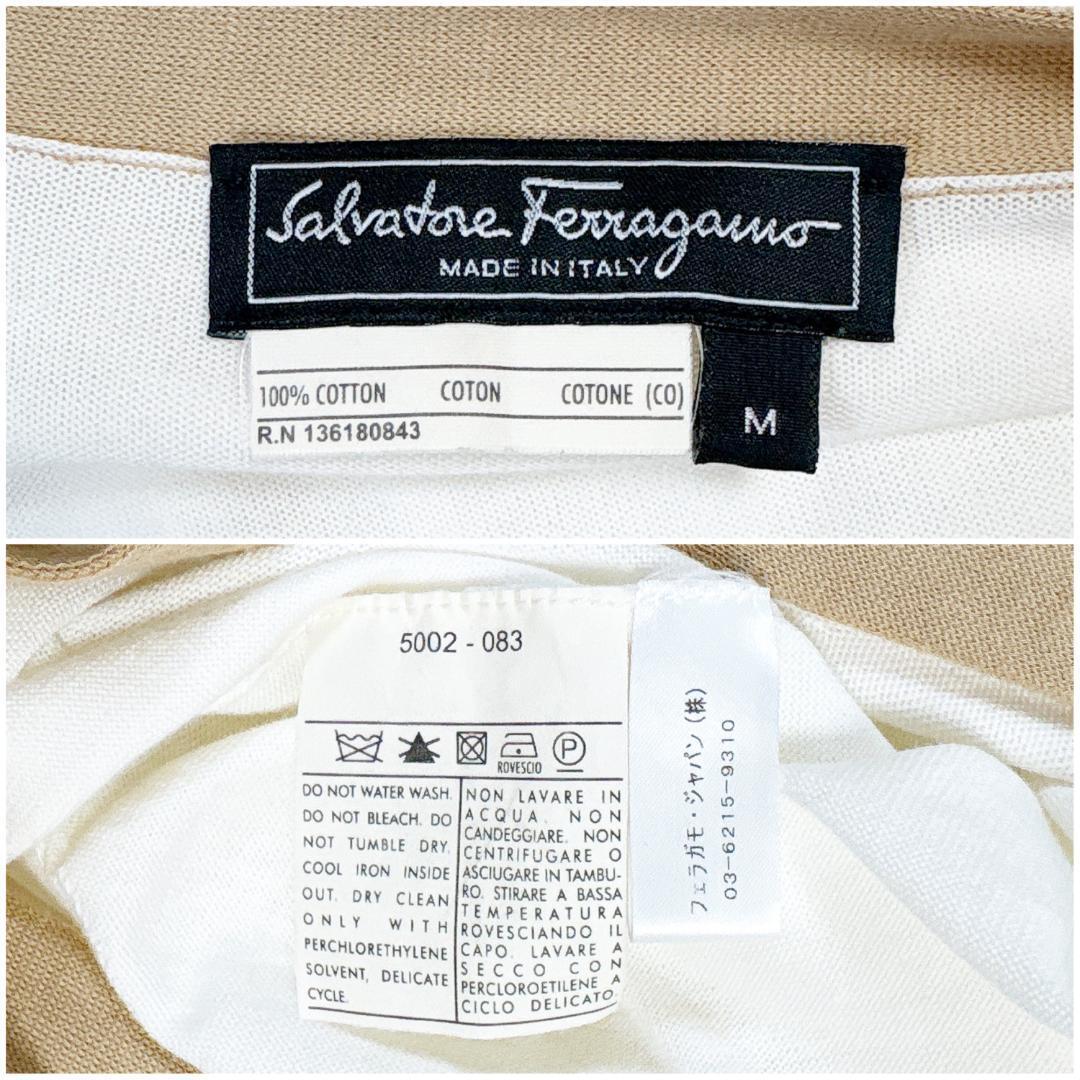 Salvatore Ferragamo
MADE IN ITALY
100% COTTON COTON COTONE (CO)
R.N 136180843
M
5002 - 083
P
ROVESCIO
DO NOT WATER WASH.
DO NOT BLEACH. DO
NOT TUMBLE DRY.
COOL IRON INSIDE
OUT. DRY CLEAN
ONLY WITH
PERCHLORETHYLENE
SOLVENT, DELICATE
CYCLE.
NON LAVARE IN
ACQUA. NON
CANDEGGIARE. NON
CENTRIFUGARE O
ASCIUGARE IN TAMBU-
RO. STIRARE A BASSA
TEMPERATURA
ROVESCIANDO IL
CAPO. LAVARE A
SECCO CON
PERCLOROETILENE A
CICLO DELICATO.
フェラガモ・ジャパン(株)
03-6215-9310